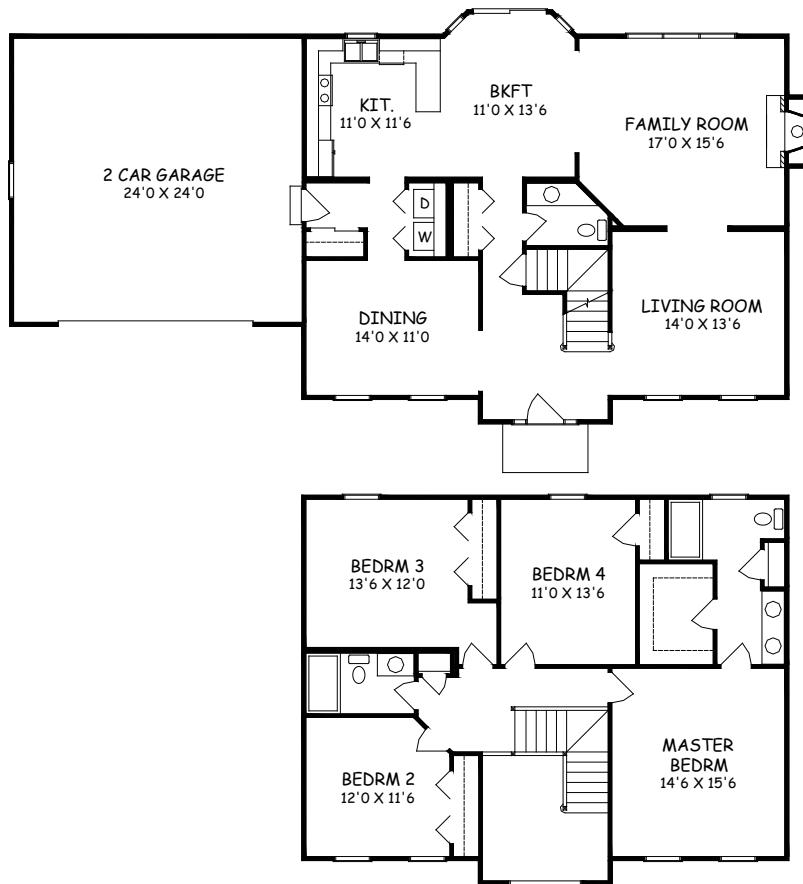 KIT.
11'0 X 11'6
BKFT
11'0 X 13'6
FAMILY ROOM
17'0 X 15'6
2 CAR GARAGE
24'0 X 24'0
D
W
DINING
14'0 X 11'0
LIVING ROOM
14'0 X 13'6
BEDRM 3
13'6 X 12'0
BEDRM 4
11'0 X 13'6
MASTER
BEDRM
14'6 X 15'6
BEDRM 2
12'0 X 11'6